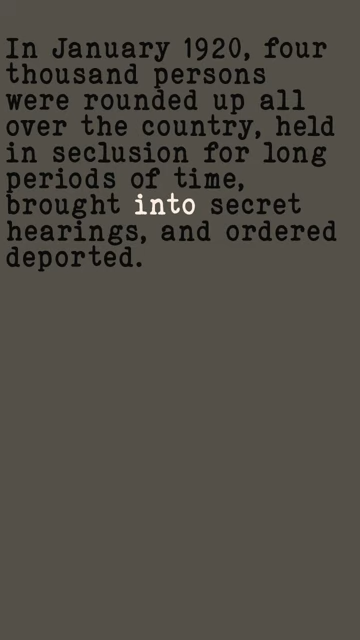 In January 1920, four
thousand persons
were rounded up all
over the country, held
in seclusion for long
periods of time,
brought into secret
hearings, and ordered
deported.